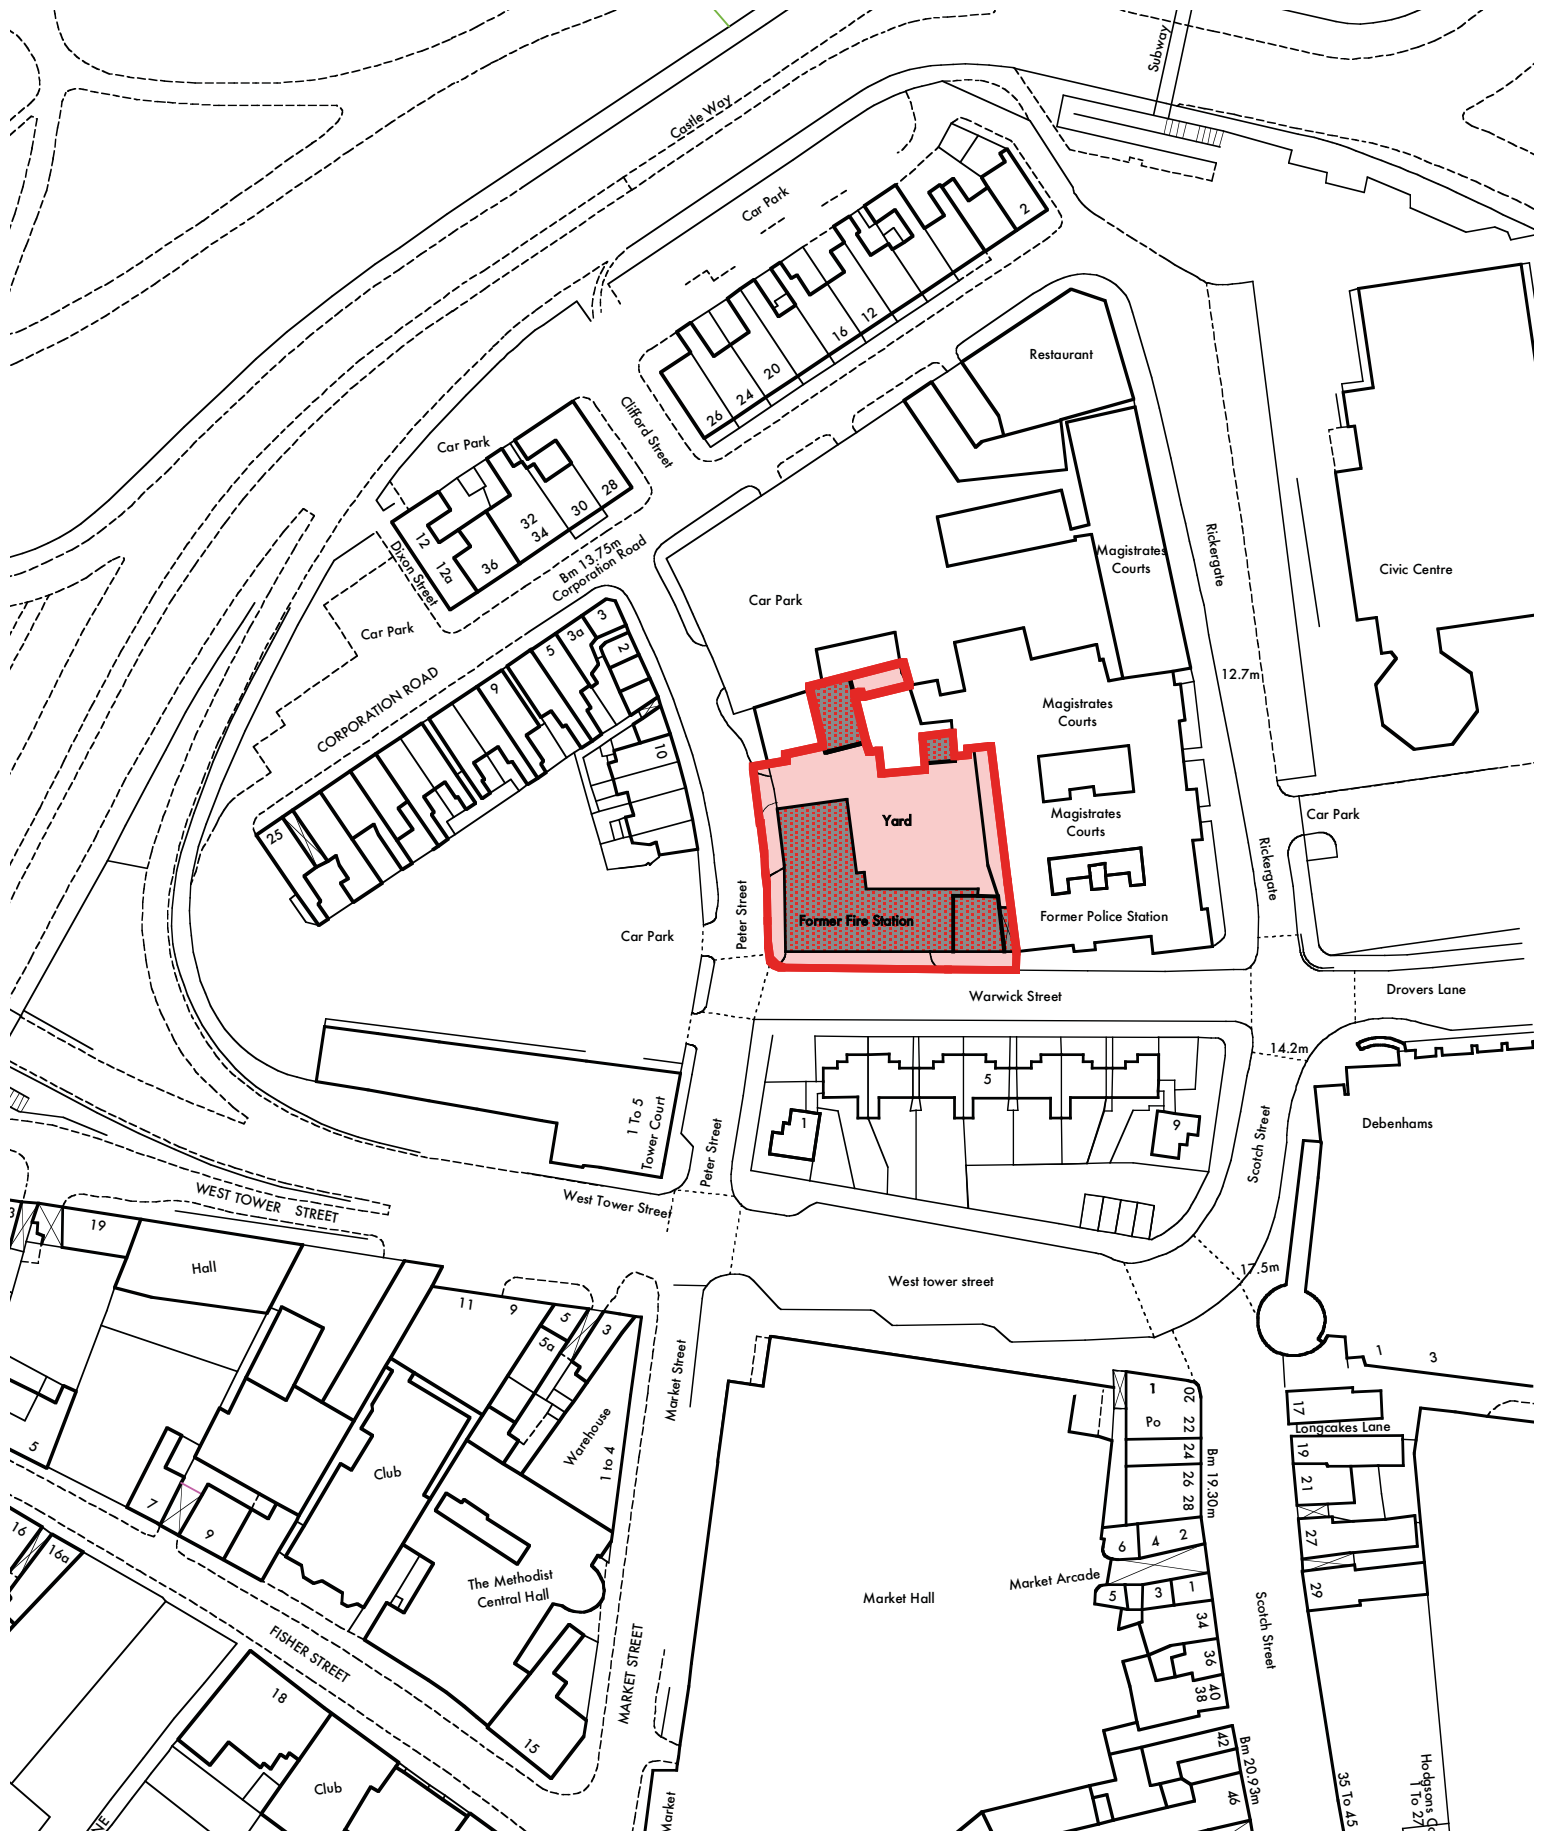 Subway
Castle Way
Car Park
2
12
16
20
24
26
Restaurant
Clifford Street
Car Park
28
30
32
34
36
12
12a
Dixon Street
Bm 13.75m
Corporation Road
Rickergate
Magistrates
Courts
Civic Centre
Car Park
Car Park
3
3a
5
2
9
CORPORATION ROAD
12.7m
Magistrates
Courts
10
25
Yard
Magistrates
Courts
Car Park
Rickergate
Peter Street
Former Fire Station
Former Police Station
Car Park
Warwick Street
Drovers Lane
14.2m
5
1
9
1 To 5
Tower Court
Peter Street
Scotch Street
Debenhams
WEST TOWER STREET
West Tower Street
3
19
Hall
West tower street
17.5m
11
9
5
5a
3
Market Street
1
3
1
Po
20
22
24
26
28
Bm 19.30m
17
Longcakes Lane
19
21
27
29
Warehouse
1 to 4
Club
5
7
9
16
16a
The Methodist
Central Hall
Market Hall
Market Arcade
6
4
2
5
3
1
34
36
40
38
Scotch Street
FISHER STREET
MARKET STREET
18
15
Club
42
Bm 20.93m
46
35 To 45
Hodgsons Co
1 To 27
Market